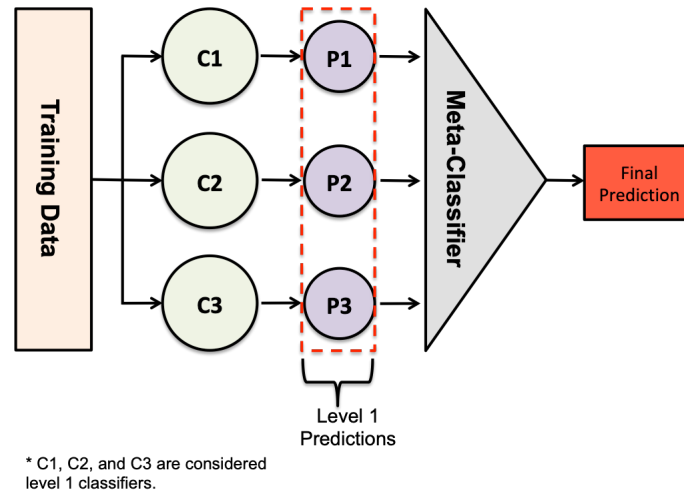 Training Data
C1
P1
C2
P2
C3
P3
Meta-Classifier
Final
Prediction
Level 1
Predictions
* C1, C2, and C3 are considered
level 1 classifiers.